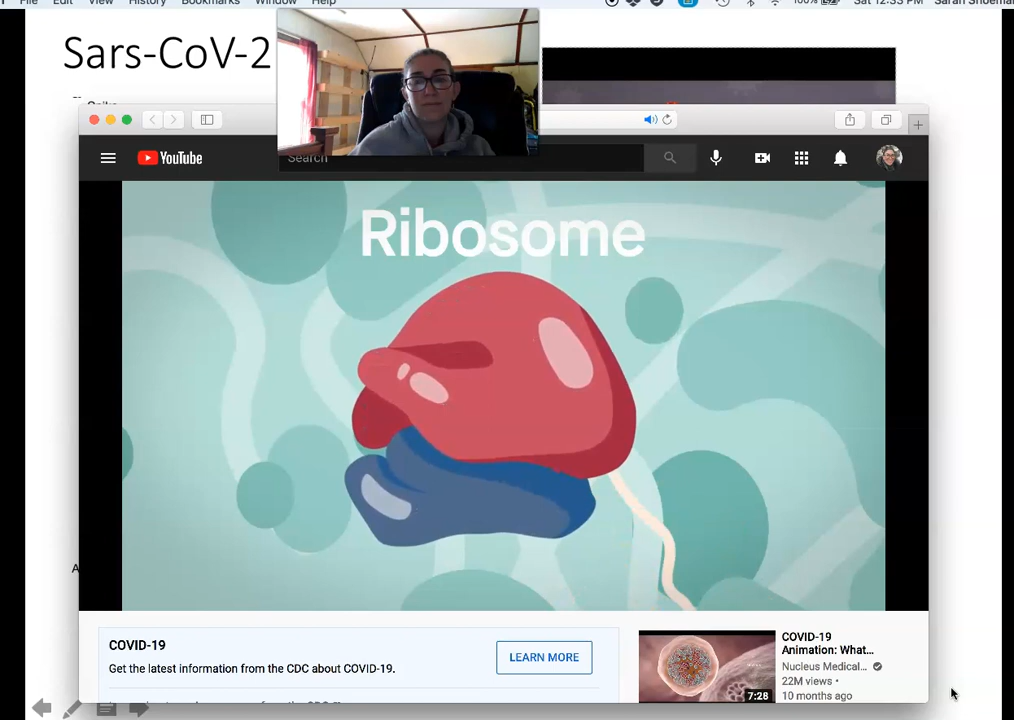 File Edit View History Bookmarks Window Help 100% Sat 12:33 PM
Sars-CoV-2
YouTube
Search
Ribosome
COVID-19
Get the latest information from the CDC about COVID-19.
LEARN MORE
COVID-19
Animation: What...
Nucleus Medical...
22M views •
10 months ago
7:28